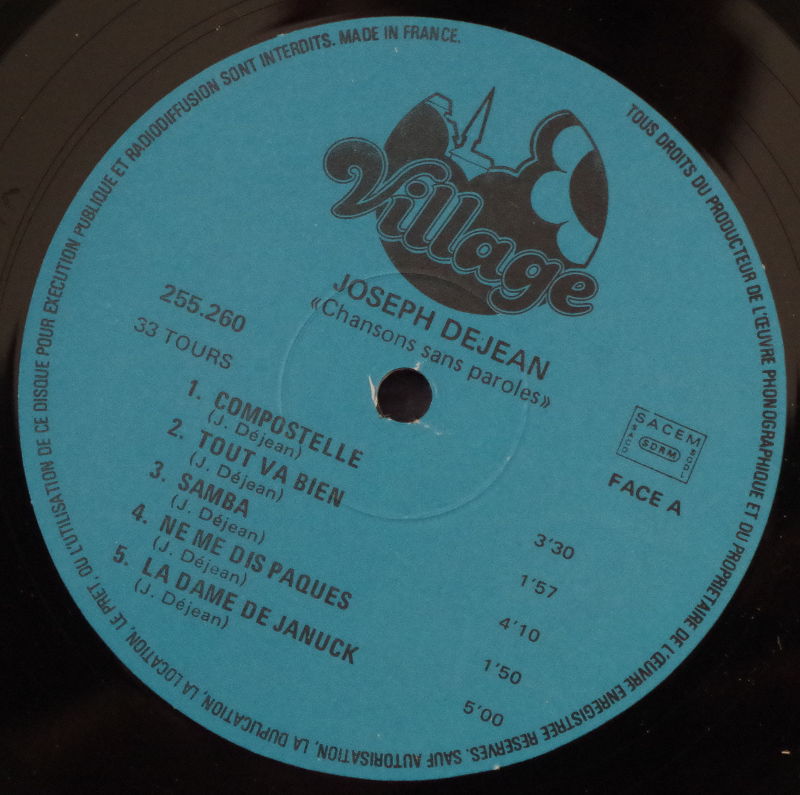 TOUS DROITS DU PRODUCTEUR DE L'ŒUVRE PHONOGRAPHIQUE ET DU PROPRIETAIRE DE L'ŒUVRE ENREGISTREE RESERVES. SAUF AUTORISATION, LA DUPLICATION, LA LOCATION, LE PRET, OU L'UTILISATION DE CE DISQUE POUR EXECUTION PUBLIQUE ET RADIODIFFUSION SONT INTERDITS. MADE IN FRANCE.
Village
JOSEPH DEJEAN
«Chansons sans paroles»
255.260
33 TOURS
SACEM
SACD
SDRM
SCDL
FACE A
1. COMPOSTELLE 3'30
(J. Déjean)
2. TOUT VA BIEN 1'57
(J. Déjean)
3. SAMBA 4'10
(J. Déjean)
4. NE ME DIS PAQUES 1'50
(J. Déjean)
5. LA DAME DE JANUCK 5'00
(J. Déjean)